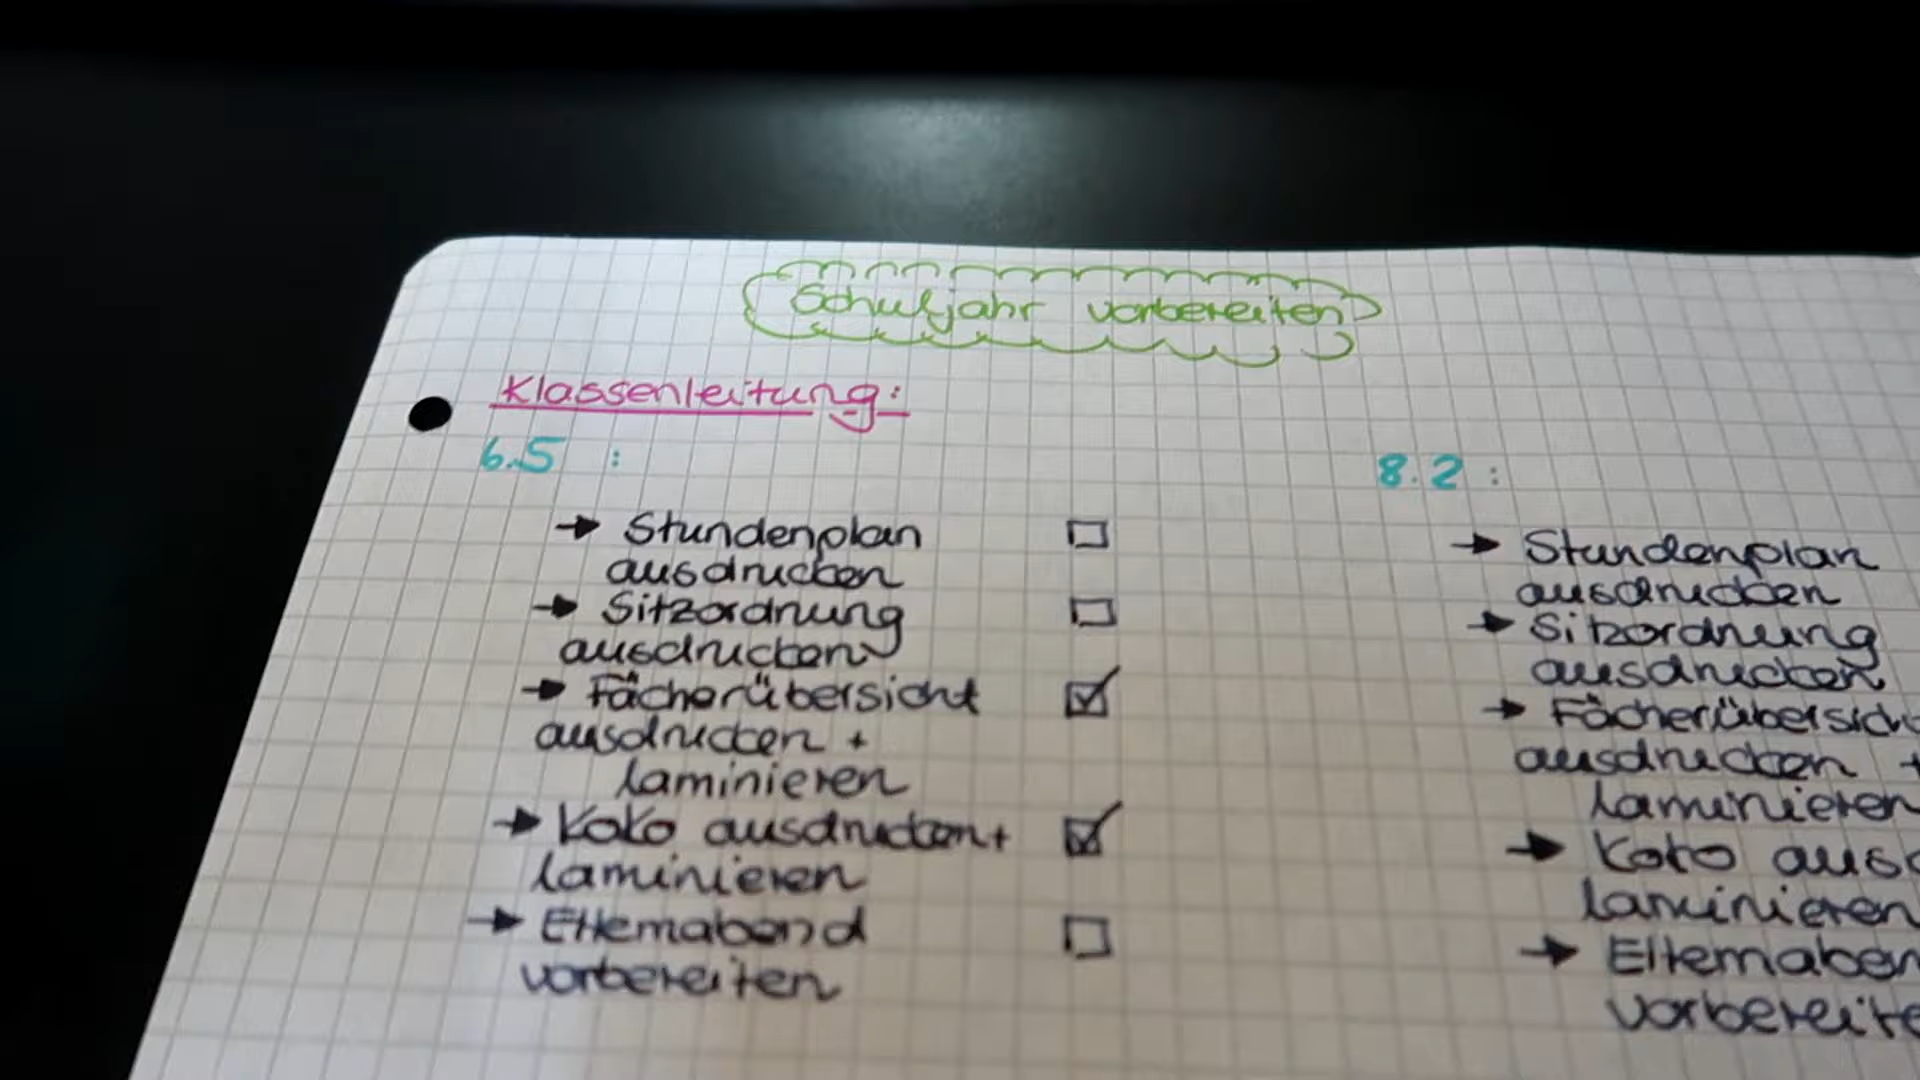 Schuljahr vorbereiten
Klassenleitung:
6.5 :
→ Stundenplan
ausdrucken
→ Sitzordnung
ausdrucken
→ Fächerübersicht
ausdrucken +
laminieren
→ Koko ausdrucken +
laminieren
→ Elternabend
vorbereiten
8.2 :
→ Stundenplan
ausdrucken
→ Sitzordnung
ausdrucken
→ Fächerübersich
ausdrucken +
laminieren
→ Koko aus
laminieren
→ Elternaben
vorbereite